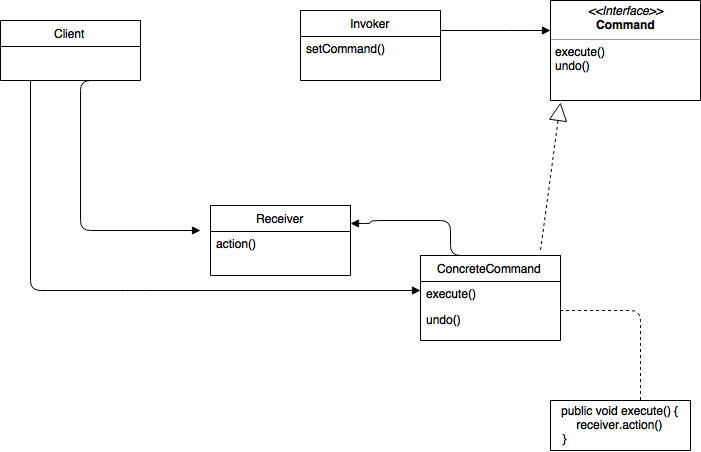 Client
Invoker
setCommand()
<<Interface>>
Command
execute()
undo()
Receiver
action()
ConcreteCommand
execute()
undo()
public void execute() {
receiver.action()
}